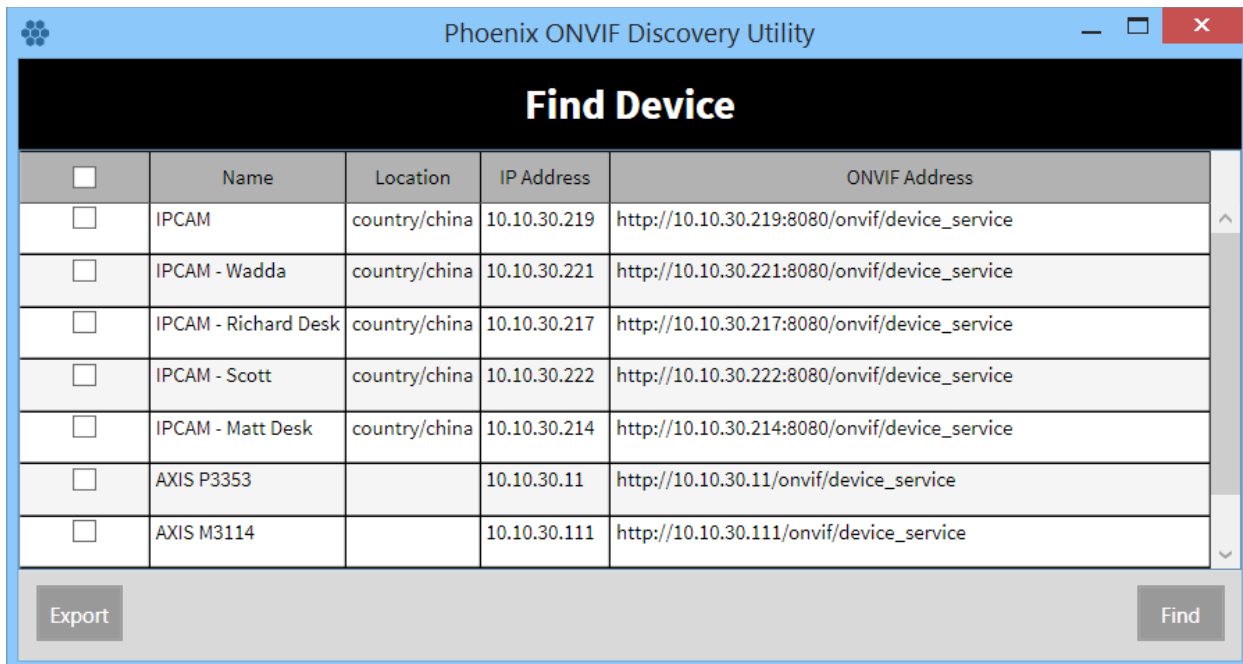 Phoenix ONVIF Discovery Utility
Find Device
Name Location IP Address ONVIF Address
IPCAM country/china 10.10.30.219 http://10.10.30.219:8080/onvif/device_service
IPCAM - Wadda country/china 10.10.30.221 http://10.10.30.221:8080/onvif/device_service
IPCAM - Richard Desk country/china 10.10.30.217 http://10.10.30.217:8080/onvif/device_service
IPCAM - Scott country/china 10.10.30.222 http://10.10.30.222:8080/onvif/device_service
IPCAM - Matt Desk country/china 10.10.30.214 http://10.10.30.214:8080/onvif/device_service
AXIS P3353 10.10.30.11 http://10.10.30.11/onvif/device_service
AXIS M3114 10.10.30.111 http://10.10.30.111/onvif/device_service
Export Find